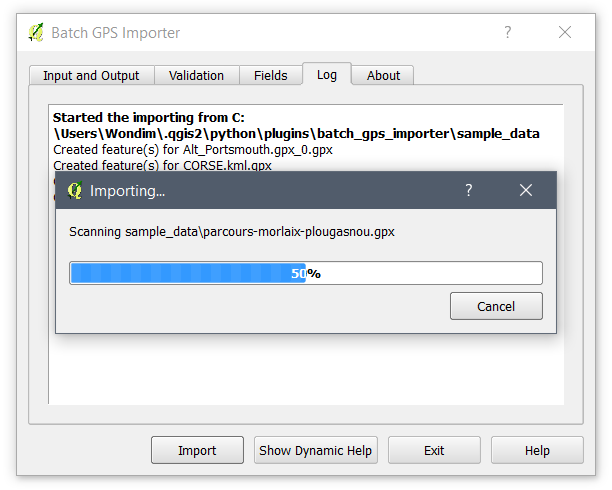 Batch GPS Importer
?
Input and Output
Validation
Fields
Log
About
Started the importing from C:
\Users\Wondim\.qgis2\python\plugins\batch_gps_importer\sample_data
Created feature(s) for Alt_Portsmouth.gpx_0.gpx
Created feature(s) for CORSE.kml.gpx
Importing...
?
Scanning sample_data\parcours-morlaix-plougasnou.gpx
50%
Cancel
Import
Show Dynamic Help
Exit
Help